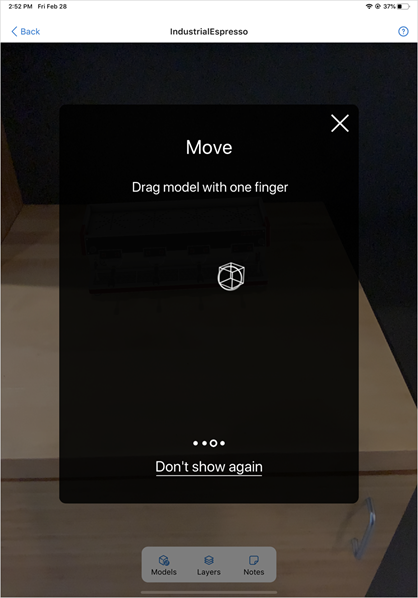 2:52 PM Fri Feb 28 37%
Back IndustrialEspresso
Move
Drag model with one finger
Don't show again
Models Layers Notes